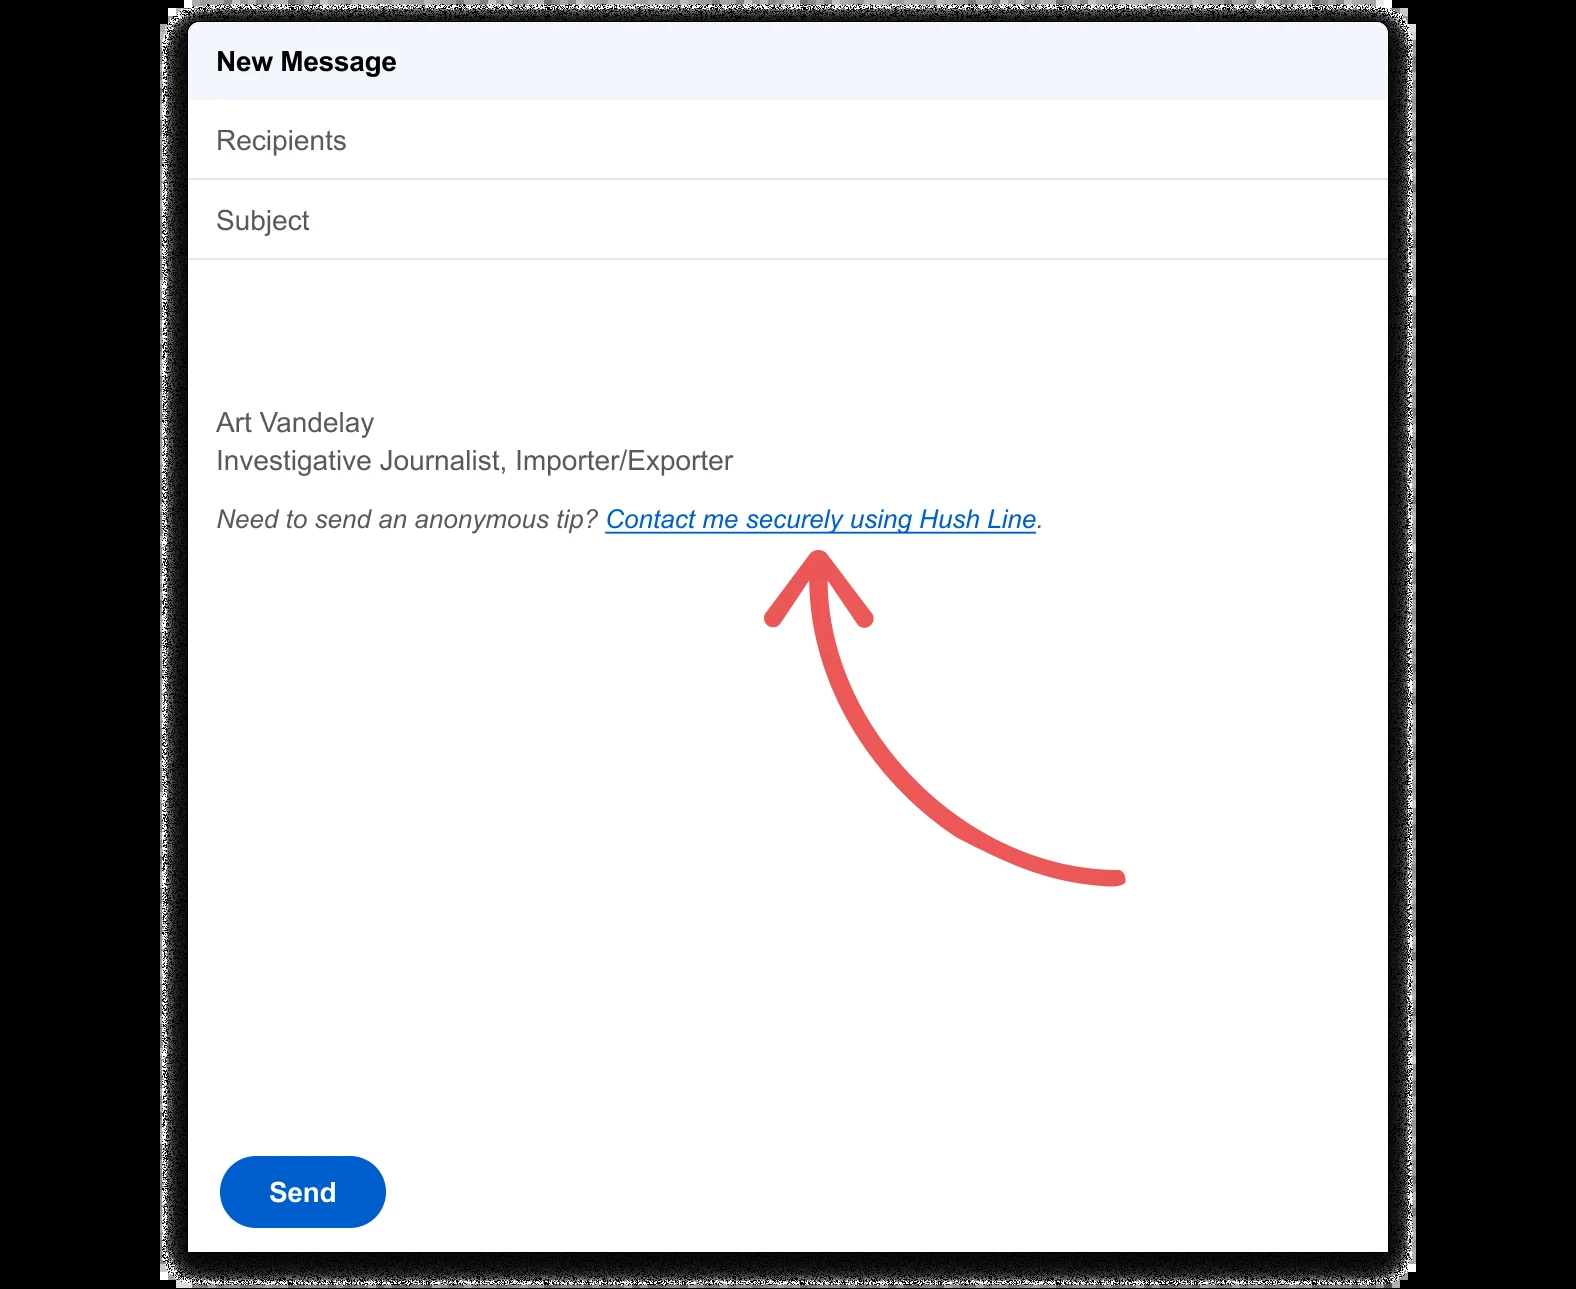 New Message
Recipients
Subject
Art Vandelay
Investigative Journalist, Importer/Exporter
Need to send an anonymous tip? Contact me securely using Hush Line.
Send